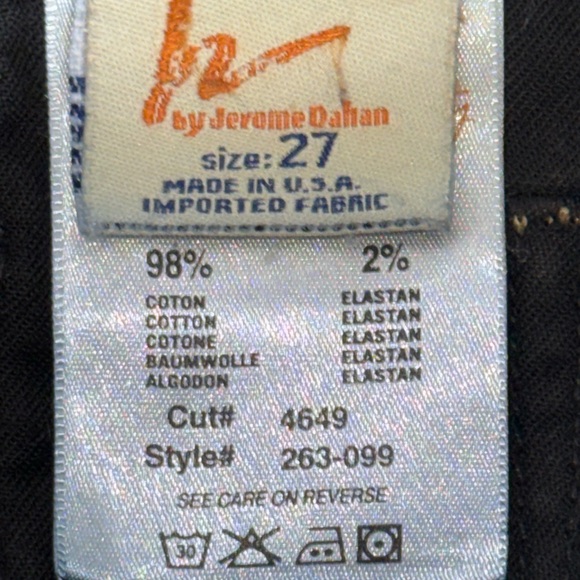 by Jerome Dahan
size: 27
MADE IN U.S.A.
IMPORTED FABRIC
98% 2%
COTON ELASTAN
COTTON ELASTAN
COTONE ELASTAN
BAUMWOLLE ELASTAN
ALGODON ELASTAN
Cut# 4649
Style# 263-099
SEE CARE ON REVERSE
30